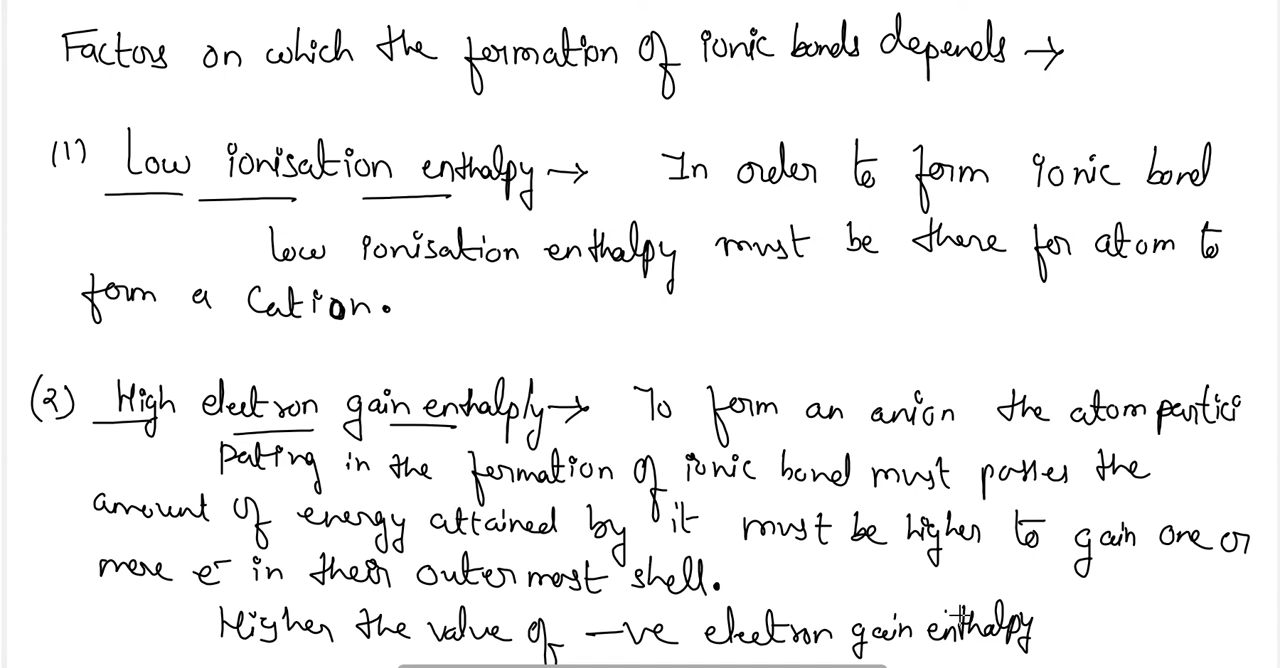 Factors on which the formation of ionic bonds depends →
(1) Low ionisation enthalpy → In order to form ionic bond
low ionisation enthalpy must be there for atom to
form a cation.
(2) High electron gain enhalply → To form an anion the atom partici
pating in the formation of ionic bond must posses the
amount of energy attained by it must be higher to gain one or
more e⁻ in their outermost shell.
Higher the value of -ve electron gain enthalpy